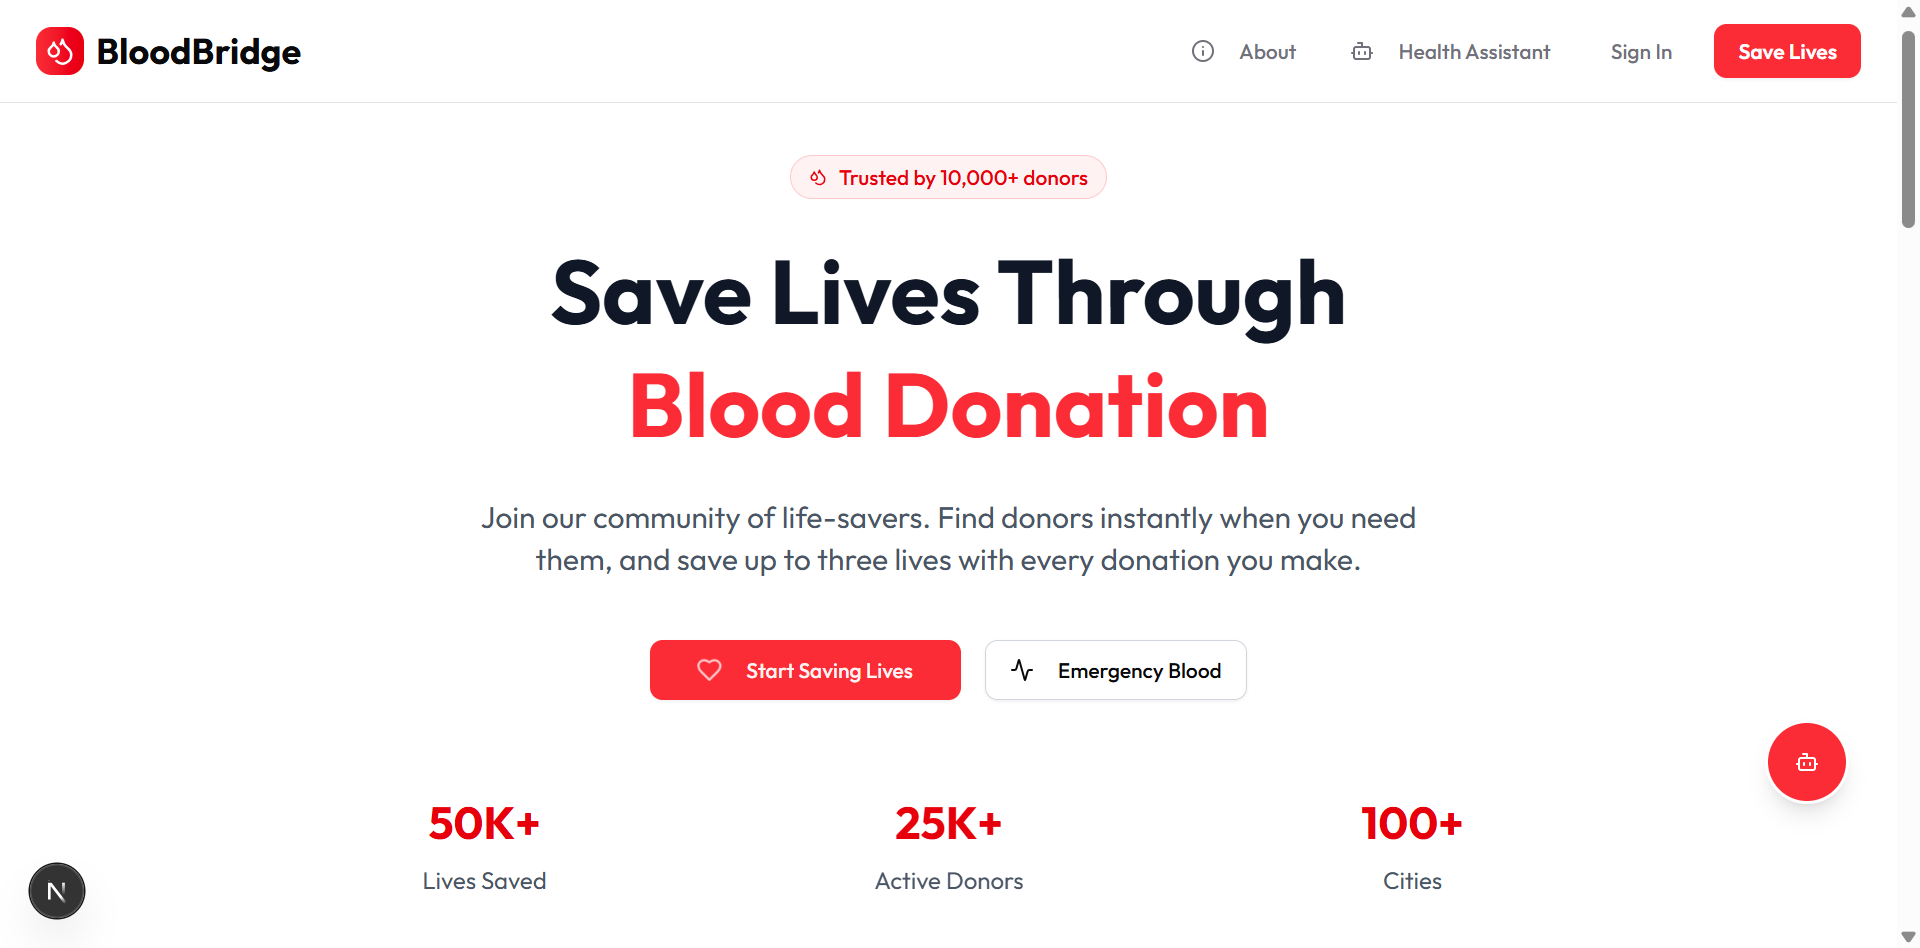 BloodBridge
About
Health Assistant
Sign In
Save Lives
Trusted by 10,000+ donors
Save Lives Through
Blood Donation
Join our community of life-savers. Find donors instantly when you need
them, and save up to three lives with every donation you make.
Start Saving Lives
Emergency Blood
50K+
25K+
100+
Lives Saved
Active Donors
Cities
N